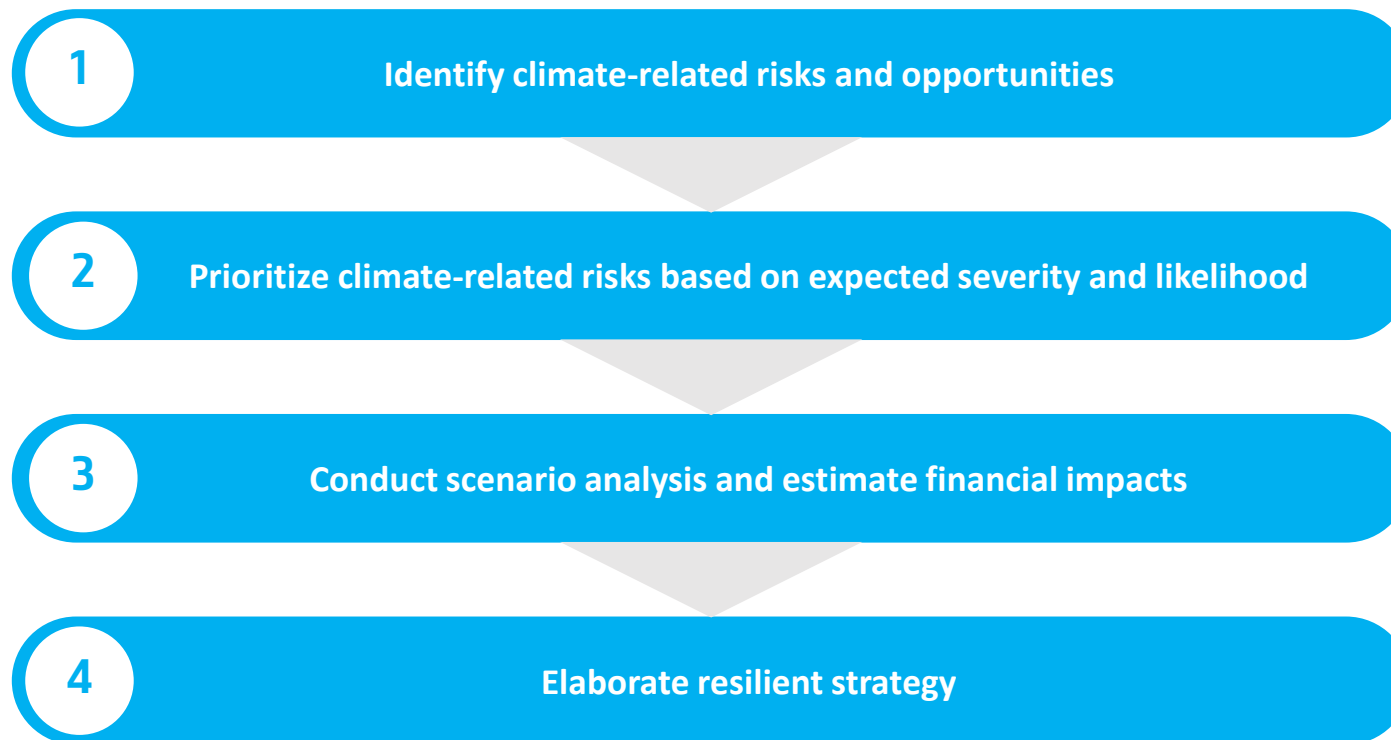 1
Identify climate-related risks and opportunities
2
Prioritize climate-related risks based on expected severity and likelihood
3
Conduct scenario analysis and estimate financial impacts
4
Elaborate resilient strategy